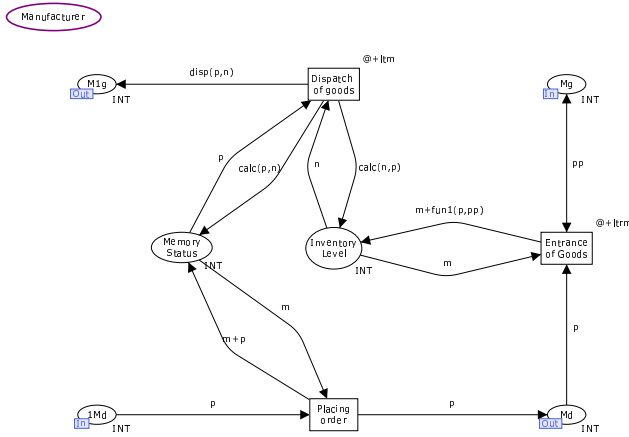 Manufacturer
@+ltm
disp(p,n)
M1g
Out
INT
Dispatch
of goods
Mg
In
INT
p
calc(p,n)
n
calc(n,p)
pp
m+fun1(p,pp)
@+ltrm
Memory
Status
INT
Inventory
Level
INT
Entrance
of Goods
m
m
p
m+p
1Md
In
INT
p
Placing
order
p
Md
Out
INT